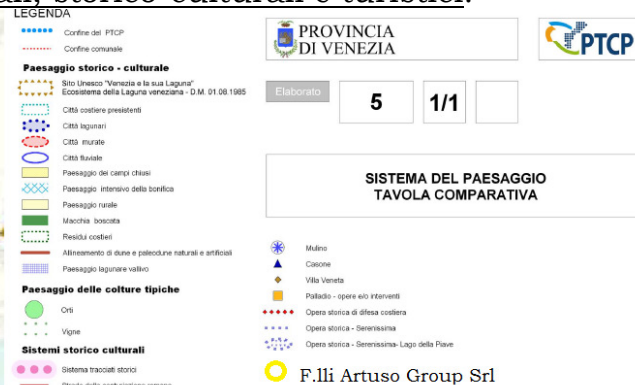 ali, storico-culturali e turistici.
LEGENDA
Confine del PTCP
Confine comunale
Paesaggio storico - culturale
Sito Unesco "Venezia e la sua Laguna"
Ecosistema della Laguna veneziana - D.M. 01.08.1985
Città costiere preesistenti
Città lagunari
Città murate
Città fluviale
Paesaggio dei campi chiusi
Paesaggio intensivo della bonifica
Paesaggio rurale
Macchia boscata
Residui costieri
Allineamento di dune e paleodune naturali e artificiali
Paesaggio lagunare vallivo
Paesaggio delle colture tipiche
Orti
Vigne
Sistemi storico culturali
Sistema tracciati storici
PROVINCIA
DI VENEZIA
PTCP
Elaborato
5
1/1
SISTEMA DEL PAESAGGIO
TAVOLA COMPARATIVA
Mulino
Casone
Villa Veneta
Palladio - opere e/o interventi
Opera storica di difesa costiera
Opera storica - Serenissima
Opera storica - Serenissima- Lago della Piave
F.lli Artuso Group Srl